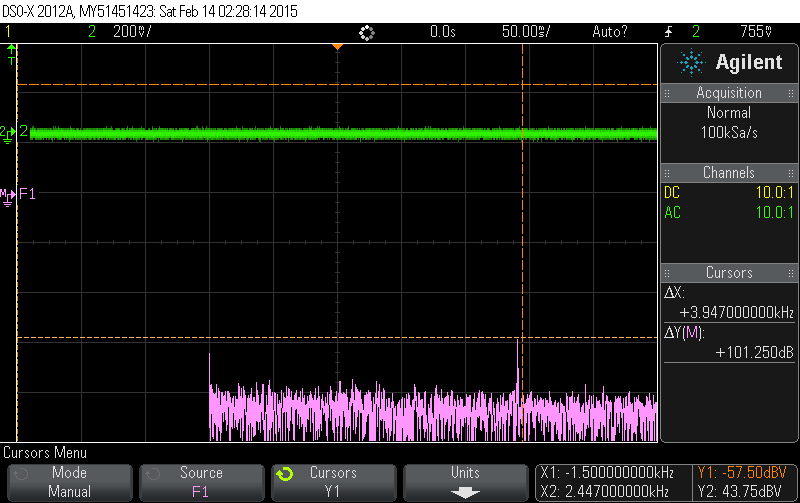 DSO-X 2012A, MY51451423: Sat Feb 14 02:28:14 2015
1 2 200mV/ 0.0s 50.00ms/ Auto? 2 755mV
T
Agilent
Acquisition
Normal
100kSa/s
2 2
Channels
DC 10.0:1
AC 10.0:1
M F1
Cursors
ΔX:
+3.947000000kHz
ΔY(M):
+101.250dB
Cursors Menu
Mode Source Cursors Units
Manual F1 Y1
X1: -1.500000000kHz Y1: -57.50dBV
X2: 2.447000000kHz Y2: 43.75dBV